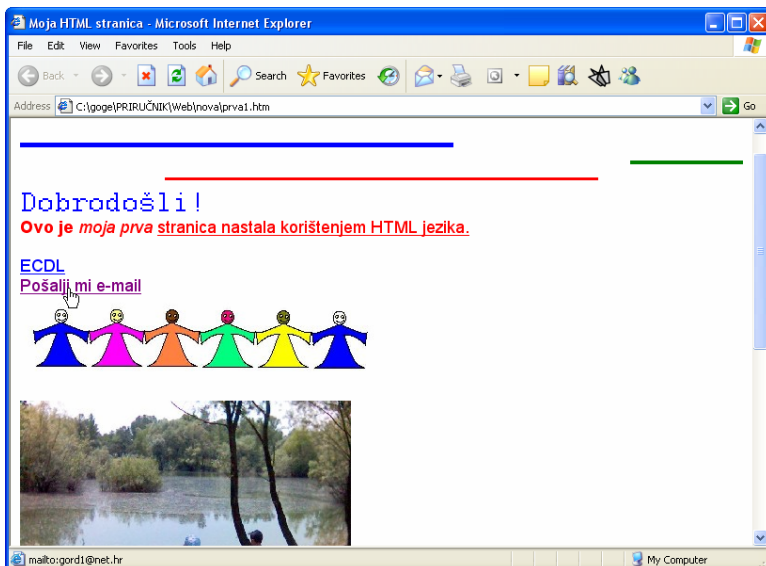 Moja HTML stranica - Microsoft Internet Explorer
File Edit View Favorites Tools Help
Back Search Favorites
Address C:\goge\PRIRUČNIK\Web\nova\prva1.htm Go
Dobrodošli!
Ovo je moja prva stranica nastala korištenjem HTML jezika.
ECDL
Pošalji mi e-mail
mailto:gord1@net.hr My Computer